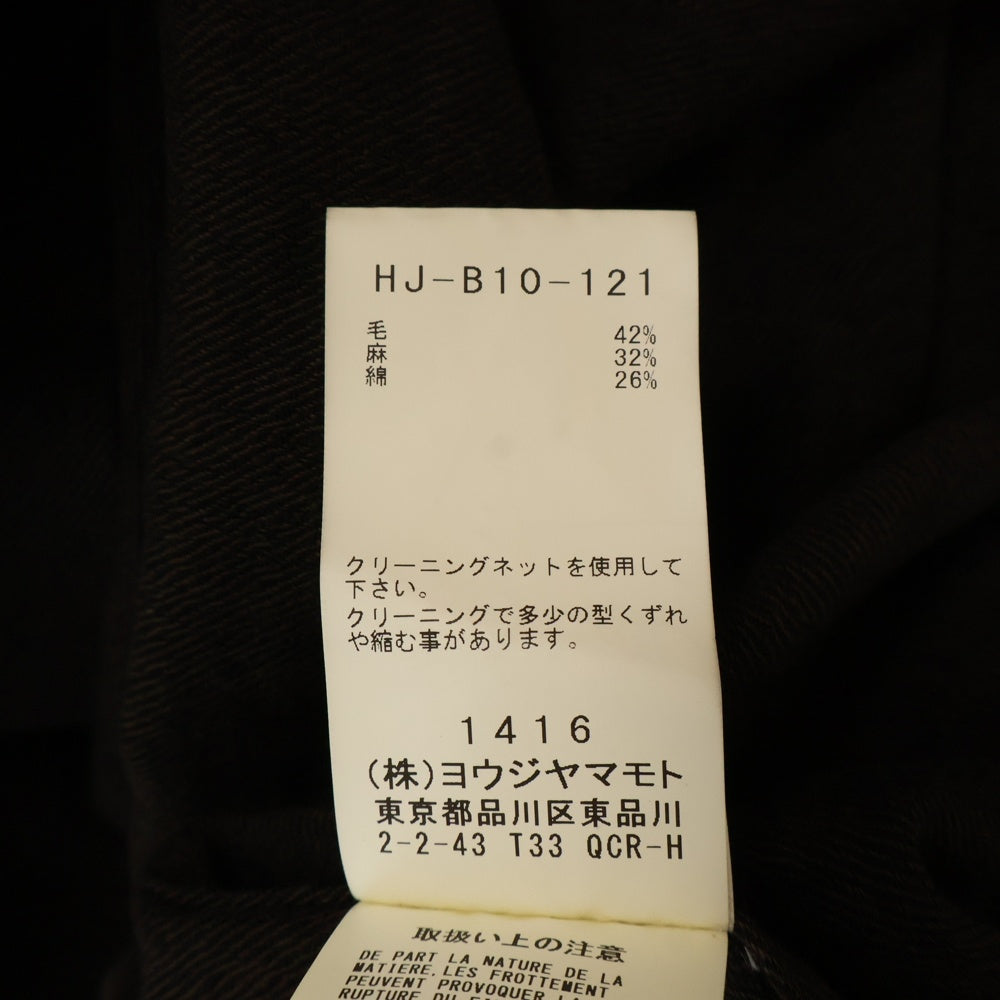 HJ-B10-121
毛 42%
麻 32%
綿 26%
クリーニングネットを使用して
下さい。
クリーニングで多少の型くずれ
や縮む事があります。
1416
(株)ヨウジヤマモト
東京都品川区東品川
2-2-43 T33 QCR-H
取扱い上の注意
DE PART LA NATURE DE LA
MATIERE, LES FROTTEMENT
PEUVENT PROVOQUER LA
RUPTURE DU